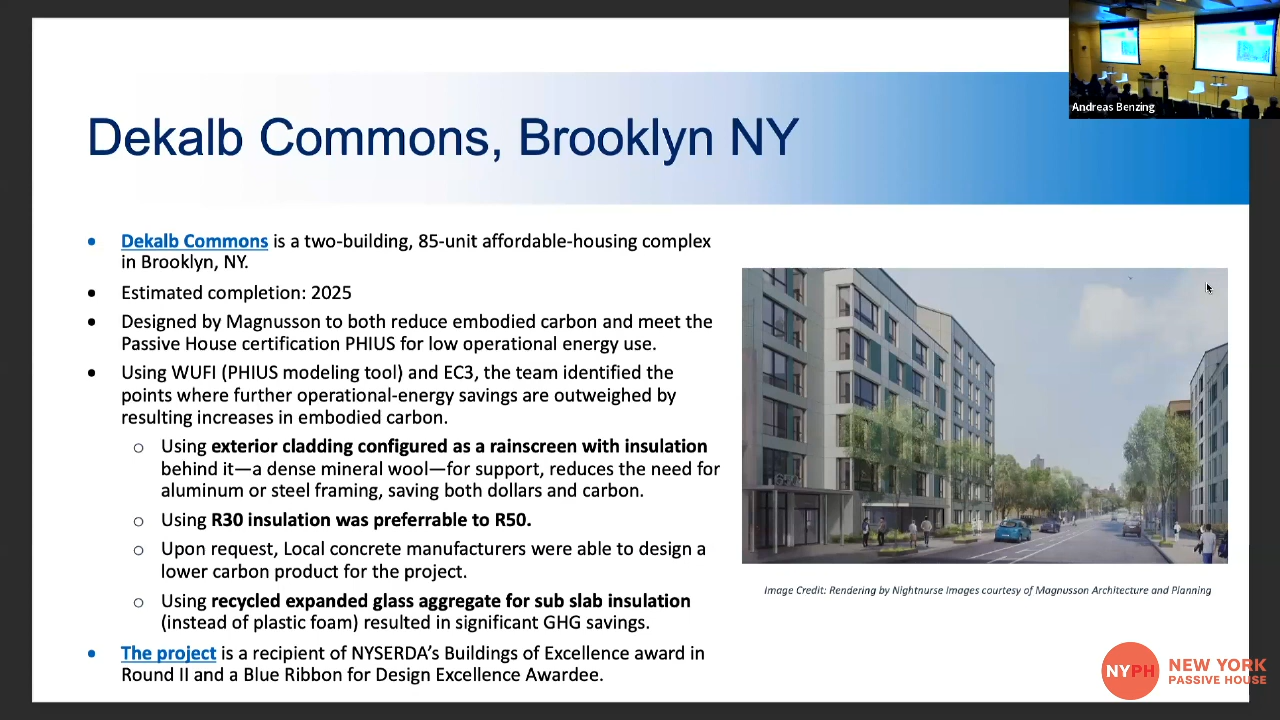 Andreas Benzing
Dekalb Commons, Brooklyn NY
• Dekalb Commons is a two-building, 85-unit affordable-housing complex
in Brooklyn, NY.
• Estimated completion: 2025
• Designed by Magnusson to both reduce embodied carbon and meet the
Passive House certification PHIUS for low operational energy use.
• Using WUFI (PHIUS modeling tool) and EC3, the team identified the
points where further operational-energy savings are outweighed by
resulting increases in embodied carbon.
○ Using exterior cladding configured as a rainscreen with insulation
behind it—a dense mineral wool—for support, reduces the need for
aluminum or steel framing, saving both dollars and carbon.
○ Using R30 insulation was preferrable to R50.
○ Upon request, Local concrete manufacturers were able to design a
lower carbon product for the project.
○ Using recycled expanded glass aggregate for sub slab insulation
(instead of plastic foam) resulted in significant GHG savings.
• The project is a recipient of NYSERDA's Buildings of Excellence award in
Round II and a Blue Ribbon for Design Excellence Awardee.
Image Credit: Rendering by Nightnurse Images courtesy of Magnusson Architecture and Planning
NYPH
NEW YORK
PASSIVE HOUSE